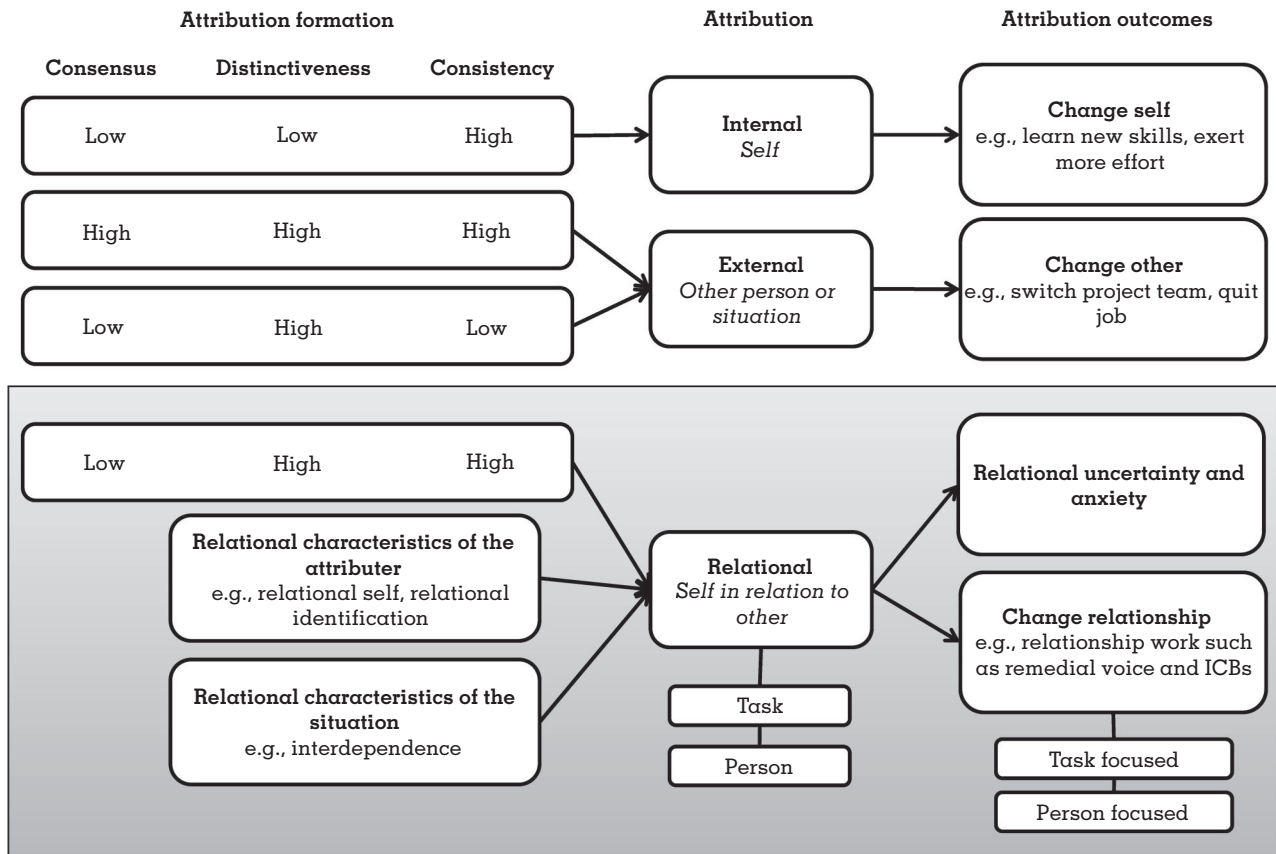 Attribution formation
Attribution
Attribution outcomes
Consensus
Distinctiveness
Consistency
Low
Low
High
Internal
Self
Change self
e.g., learn new skills, exert
more effort
High
High
High
External
Other person or
situation
Change other
e.g., switch project team, quit
job
Low
High
Low
Low
High
High
Relational characteristics of the
attributer
e.g., relational self, relational
identification
Relational characteristics of the
situation
e.g., interdependence
Relational
Self in relation to
other
Task
Person
Relational uncertainty and
anxiety
Change relationship
e.g., relationship work such
as remedial voice and ICBs
Task focused
Person focused